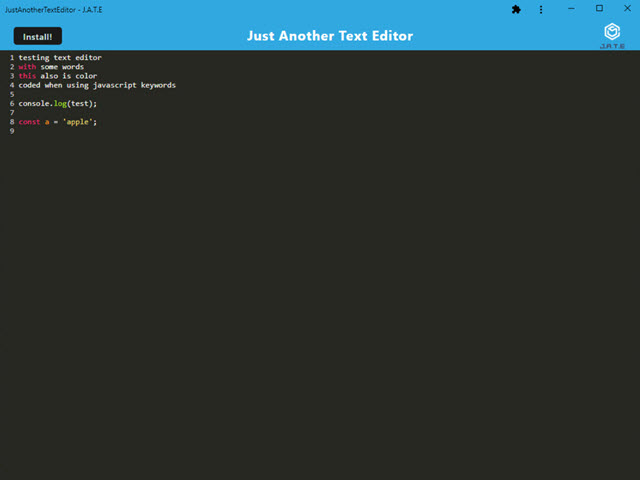 JustAnotherTextEditor - J.A.T.E
Install!
Just Another Text Editor
J.A.T.E
1 testing text editor
2 with some words
3 this also is color
4 coded when using javascript keywords
5
6 console.log(test);
7
8 const a = 'apple';
9